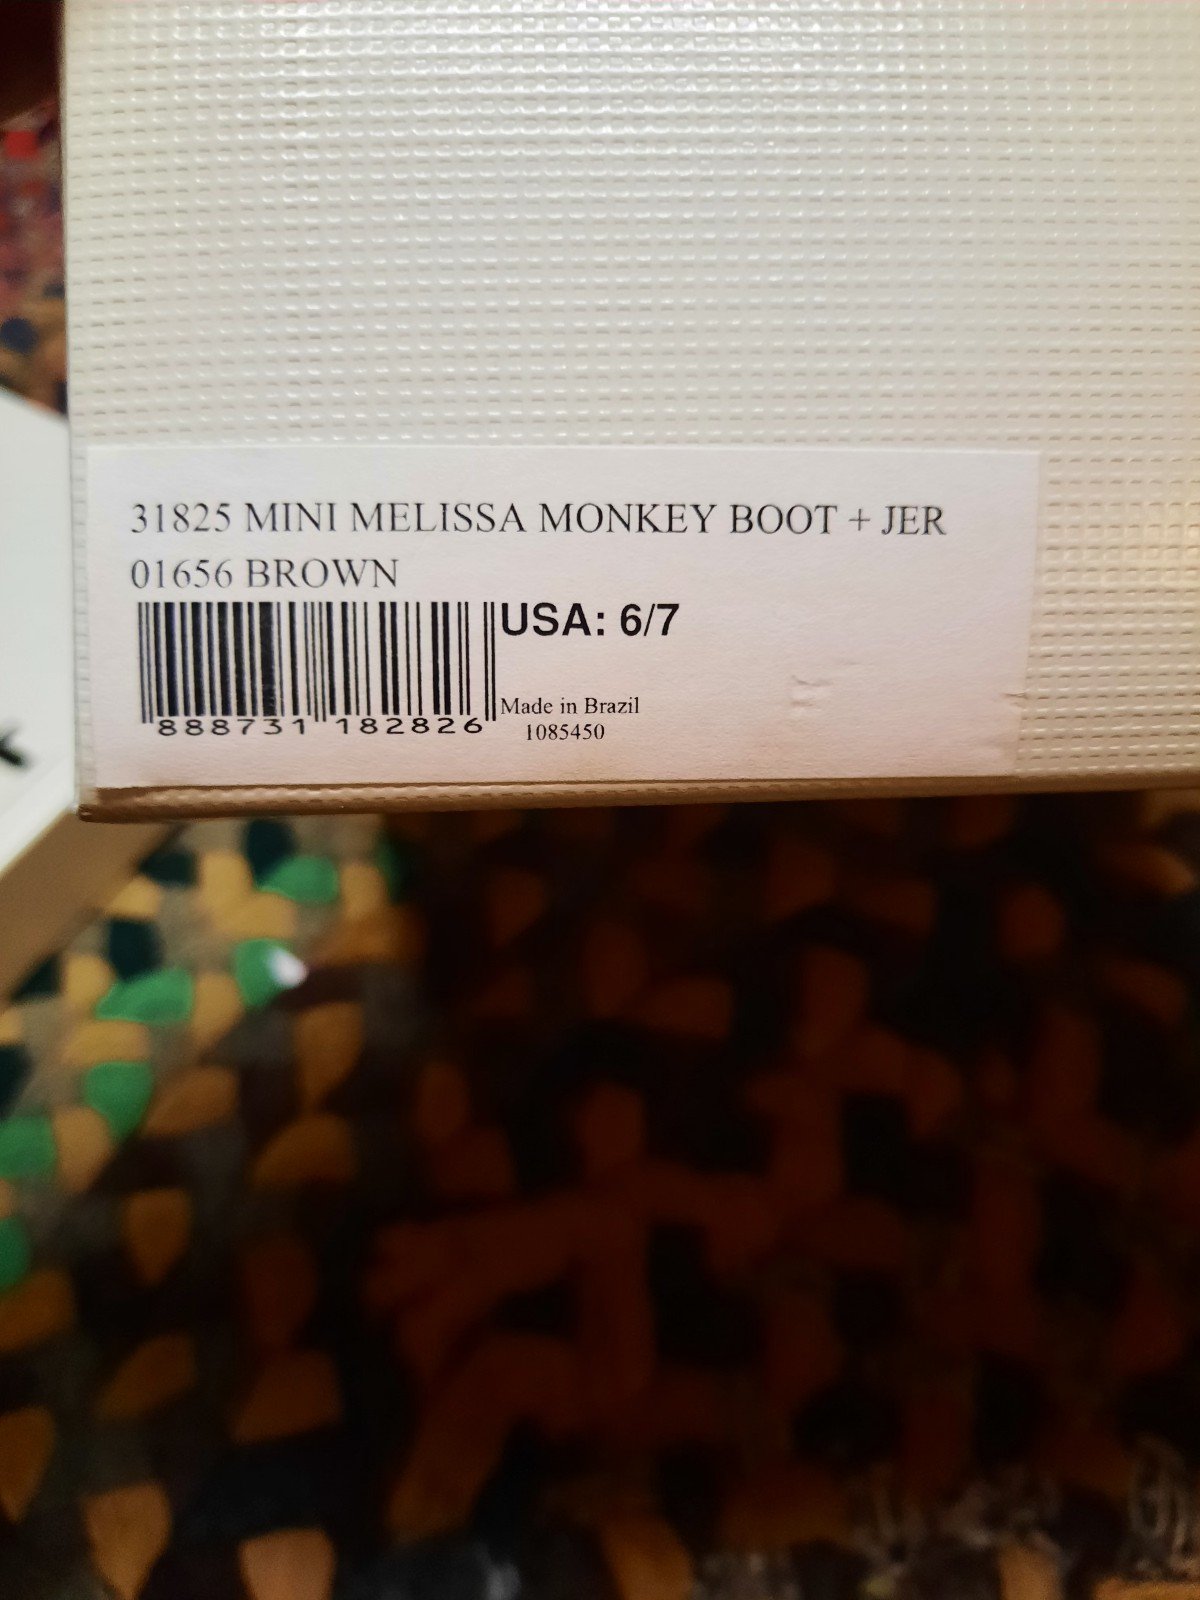 31825 MINI MELISSA MONKEY BOOT + JER
01656 BROWN
USA: 6/7
888731 182826
Made in Brazil
1085450